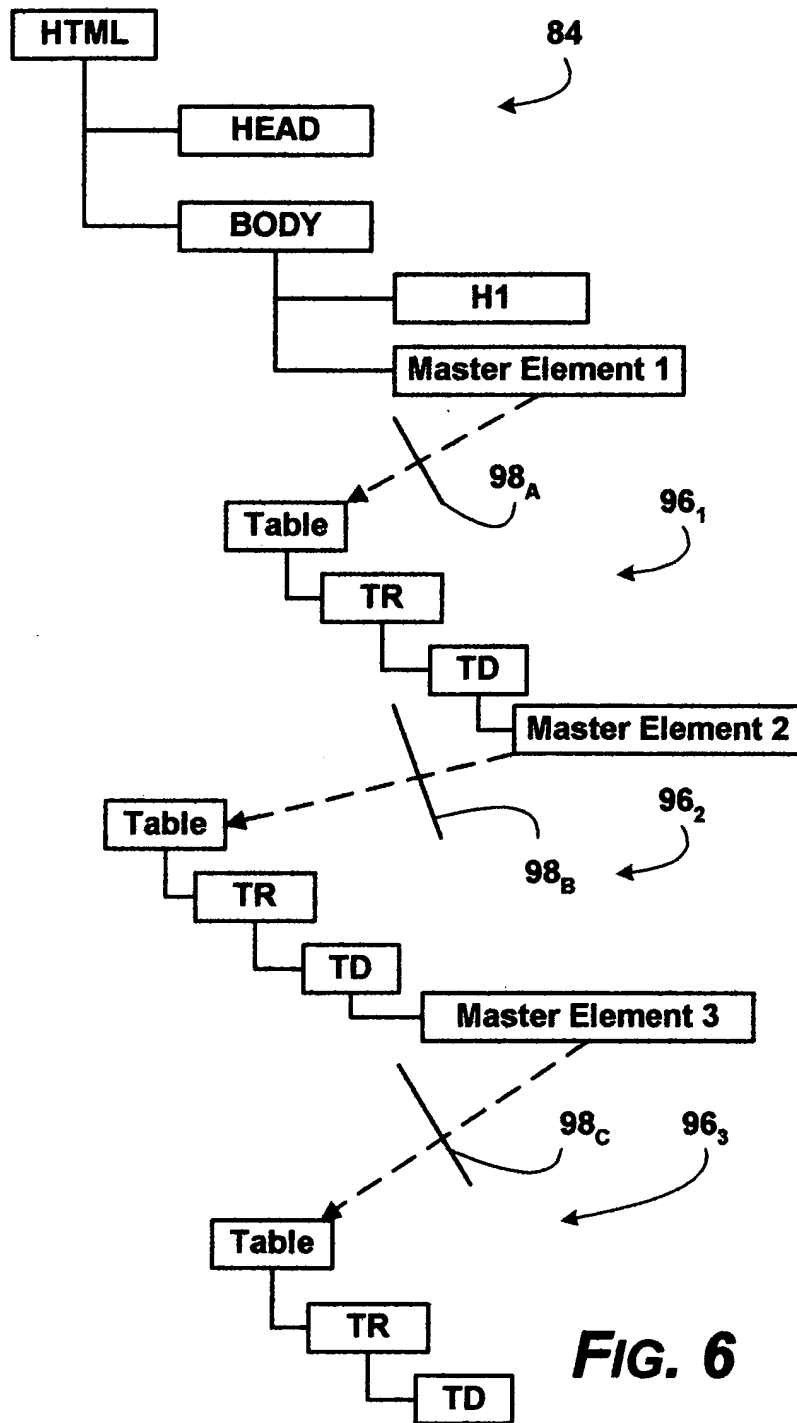 HTML
84
HEAD
BODY
H1
Master Element 1
98A
Table
96₁
TR
TD
Master Element 2
Table
96₂
98B
TR
TD
Master Element 3
98C
96₃
Table
TR
TD
FIG. 6